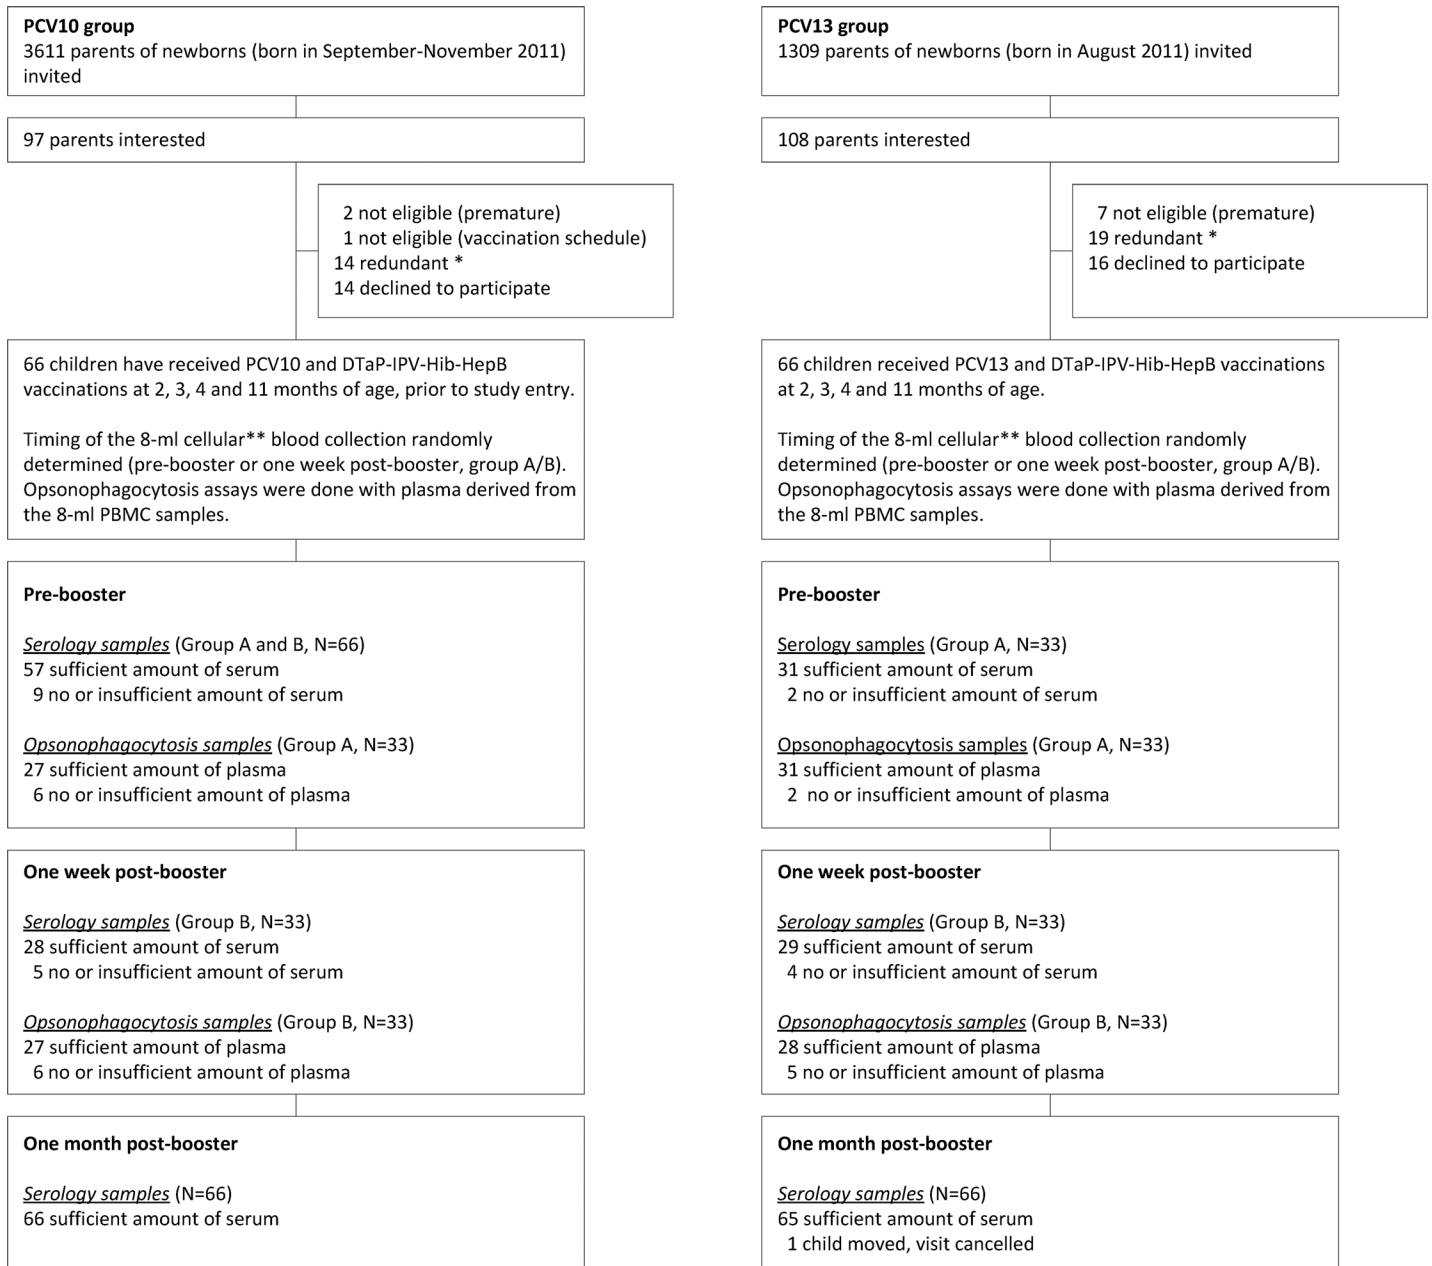 PCV10 group
3611 parents of newborns (born in September-November 2011)
invited
97 parents interested
2 not eligible (premature)
1 not eligible (vaccination schedule)
14 redundant *
14 declined to participate
66 children have received PCV10 and DTaP-IPV-Hib-HepB
vaccinations at 2, 3, 4 and 11 months of age, prior to study entry.
Timing of the 8-ml cellular** blood collection randomly
determined (pre-booster or one week post-booster, group A/B).
Opsonophagocytosis assays were done with plasma derived from
the 8-ml PBMC samples.
Pre-booster
Serology samples (Group A and B, N=66)
57 sufficient amount of serum
9 no or insufficient amount of serum
Opsonophagocytosis samples (Group A, N=33)
27 sufficient amount of plasma
6 no or insufficient amount of plasma
One week post-booster
Serology samples (Group B, N=33)
28 sufficient amount of serum
5 no or insufficient amount of serum
Opsonophagocytosis samples (Group B, N=33)
27 sufficient amount of plasma
6 no or insufficient amount of plasma
One month post-booster
Serology samples (N=66)
66 sufficient amount of serum
PCV13 group
1309 parents of newborns (born in August 2011) invited
108 parents interested
7 not eligible (premature)
19 redundant *
16 declined to participate
66 children received PCV13 and DTaP-IPV-Hib-HepB vaccinations
at 2, 3, 4 and 11 months of age.
Timing of the 8-ml cellular** blood collection randomly
determined (pre-booster or one week post-booster, group A/B).
Opsonophagocytosis assays were done with plasma derived from
the 8-ml PBMC samples.
Pre-booster
Serology samples (Group A, N=33)
31 sufficient amount of serum
2 no or insufficient amount of serum
Opsonophagocytosis samples (Group A, N=33)
31 sufficient amount of plasma
2 no or insufficient amount of plasma
One week post-booster
Serology samples (Group B, N=33)
29 sufficient amount of serum
4 no or insufficient amount of serum
Opsonophagocytosis samples (Group B, N=33)
28 sufficient amount of plasma
5 no or insufficient amount of plasma
One month post-booster
Serology samples (N=66)
65 sufficient amount of serum
1 child moved, visit cancelled